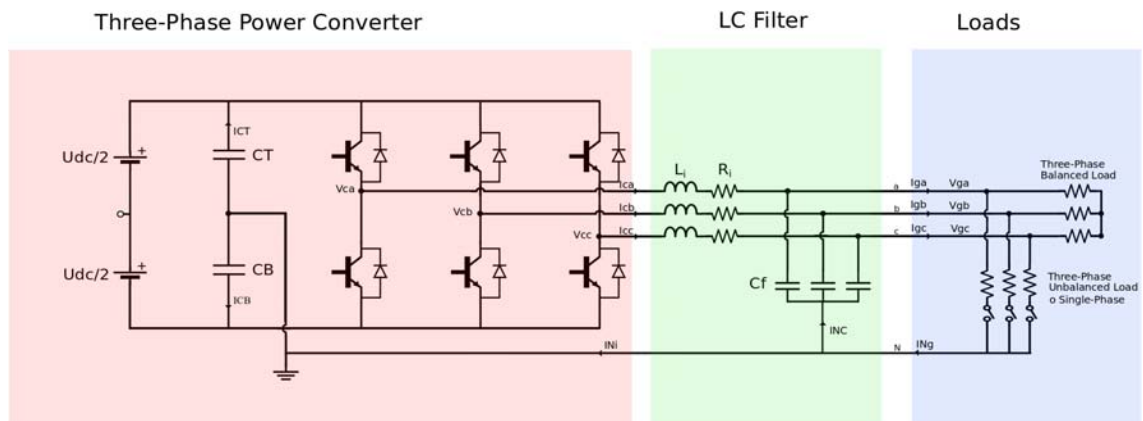 Three-Phase Power Converter
LC Filter
Loads
Udc/2
+
ICT
CT
Udc/2
+
CB
ICB
Vca
Vcb
Vcc
Ica
Icb
Icc
Li
Ri
Cf
INC
INi
a
b
c
N
Iga
Igb
Igc
INg
Vga
Vgb
Vgc
Three-Phase
Balanced Load
Three-Phase
Unbalanced Load
o Single-Phase